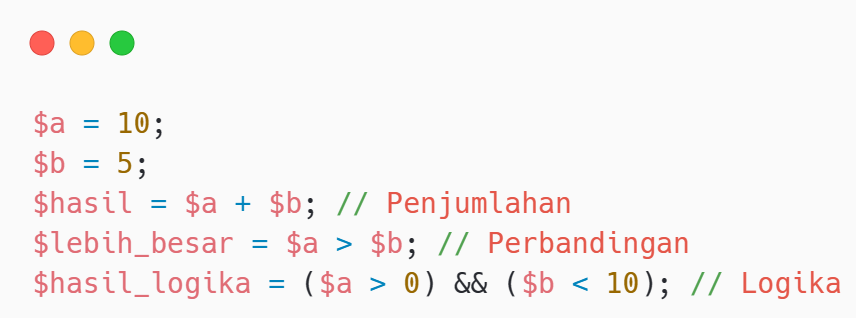 $a = 10;
$b = 5;
$hasil = $a + $b; // Penjumlahan
$lebih_besar = $a > $b; // Perbandingan
$hasil_logika = ($a > 0) && ($b < 10); // Logika